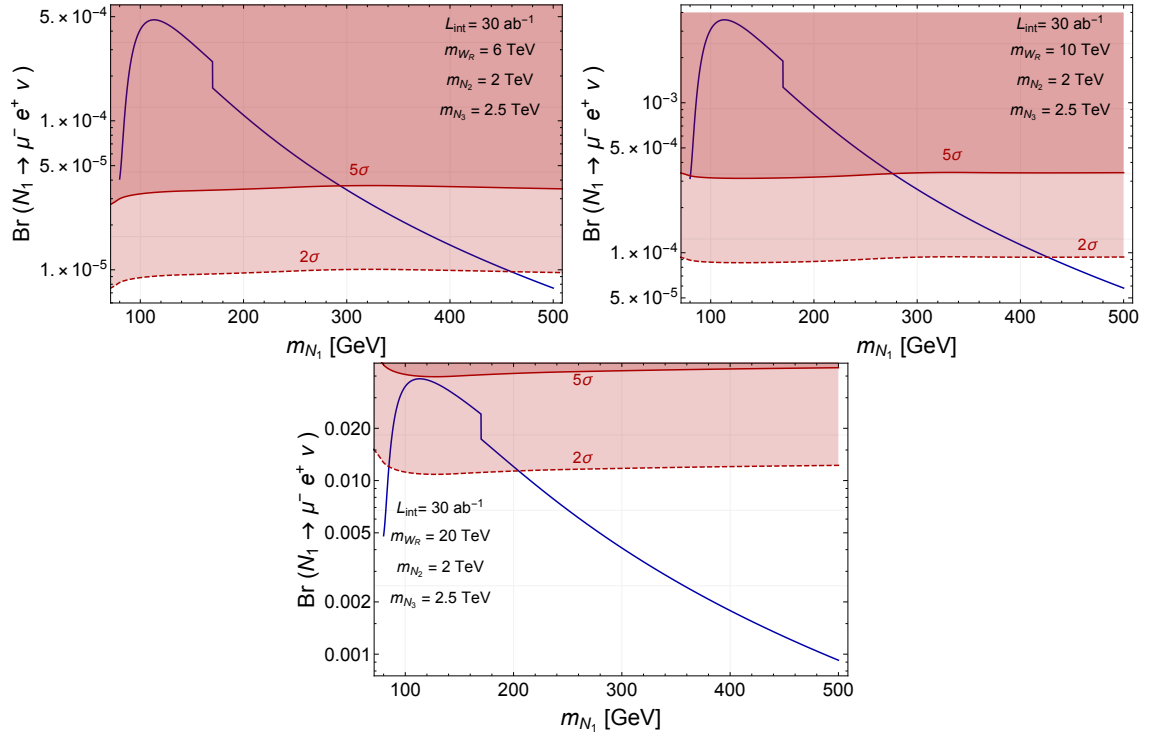 5. × 10⁻⁴
1. × 10⁻⁴
5. × 10⁻⁵
1. × 10⁻⁵
Br (N₁ → μ⁻ e⁺ ν)
L_int = 30 ab⁻¹
m_{W_R} = 6 TeV
m_{N_2} = 2 TeV
m_{N_3} = 2.5 TeV
5σ
2σ
100 200 300 400 500
m_{N_1} [GeV]
10⁻³
5. × 10⁻⁴
1. × 10⁻⁴
5. × 10⁻⁵
Br (N₁ → μ⁻ e⁺ ν)
L_int = 30 ab⁻¹
m_{W_R} = 10 TeV
m_{N_2} = 2 TeV
m_{N_3} = 2.5 TeV
5σ
2σ
100 200 300 400 500
m_{N_1} [GeV]
0.020
0.010
0.005
0.002
0.001
Br (N₁ → μ⁻ e⁺ ν)
5σ
2σ
L_int = 30 ab⁻¹
m_{W_R} = 20 TeV
m_{N_2} = 2 TeV
m_{N_3} = 2.5 TeV
100 200 300 400 500
m_{N_1} [GeV]